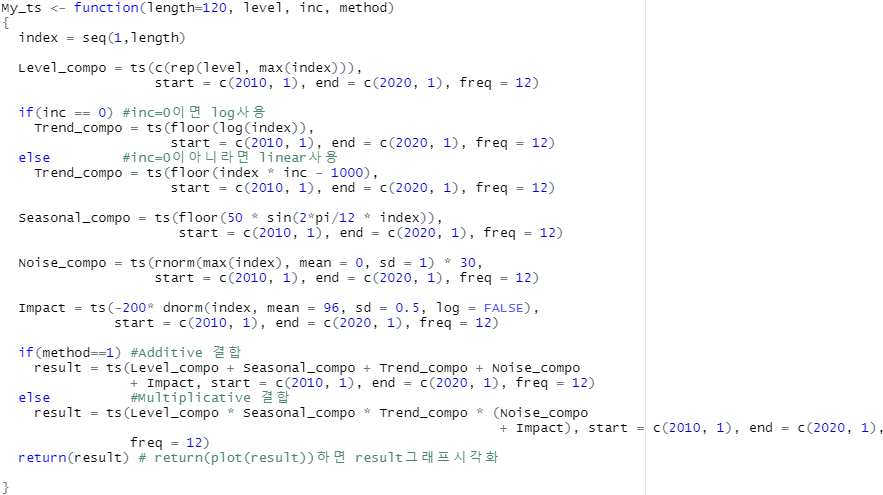 My_ts <- function(length=120, level, inc, method)
{
  index = seq(1,length)

  Level_compo = ts(c(rep(level, max(index))),
                   start = c(2010, 1), end = c(2020, 1), freq = 12)

  if(inc == 0) #inc=0이면 log사용
    Trend_compo = ts(floor(log(index)),
                     start = c(2010, 1), end = c(2020, 1), freq = 12)
  else         #inc=0이아니라면 linear사용
    Trend_compo = ts(floor(index * inc - 1000),
                     start = c(2010, 1), end = c(2020, 1), freq = 12)

  Seasonal_compo = ts(floor(50 * sin(2*pi/12 * index)),
                      start = c(2010, 1), end = c(2020, 1), freq = 12)

  Noise_compo = ts(rnorm(max(index), mean = 0, sd = 1) * 30,
                   start = c(2010, 1), end = c(2020, 1), freq = 12)

  Impact = ts(-200* dnorm(index, mean = 96, sd = 0.5, log = FALSE),
              start = c(2010, 1), end = c(2020, 1), freq = 12)

  if(method==1) #Additive 결합
    result = ts(Level_compo + Seasonal_compo + Trend_compo + Noise_compo
                + Impact, start = c(2010, 1), end = c(2020, 1), freq = 12)
  else          #Multiplicative 결합
    result = ts(Level_compo * Seasonal_compo * Trend_compo * (Noise_compo
                                                              + Impact), start = c(2010, 1), end = c(2020, 1),
                freq = 12)
  return(result) # return(plot(result))하면 result그래프시각화

}